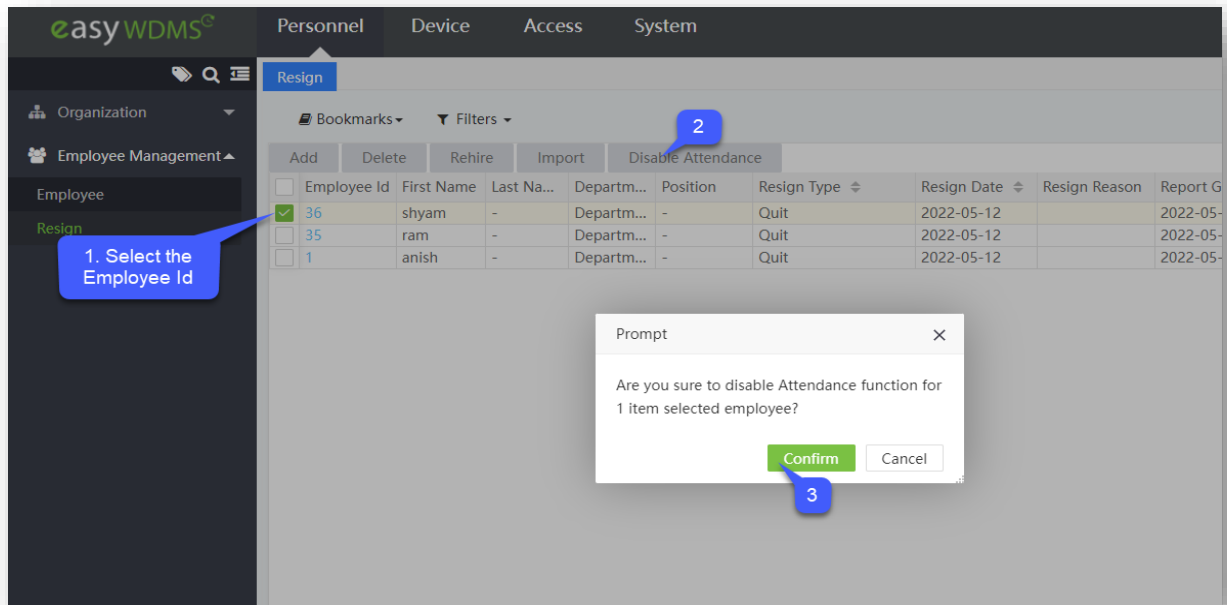 easy WDMS
Personnel Device Access System
Resign
Organization
Bookmarks Filters
2
Employee Management
Add Delete Rehire Import Disable Attendance
Employee Id First Name Last Na... Departm... Position Resign Type Resign Date Resign Reason Report G
Employee
36 shyam - Departm... - Quit 2022-05-12 2022-05-
Resign
35 ram - Departm... - Quit 2022-05-12 2022-05-
1 anish - Departm... - Quit 2022-05-12 2022-05-
1. Select the
Employee Id
Prompt
Are you sure to disable Attendance function for
1 item selected employee?
Confirm Cancel
3